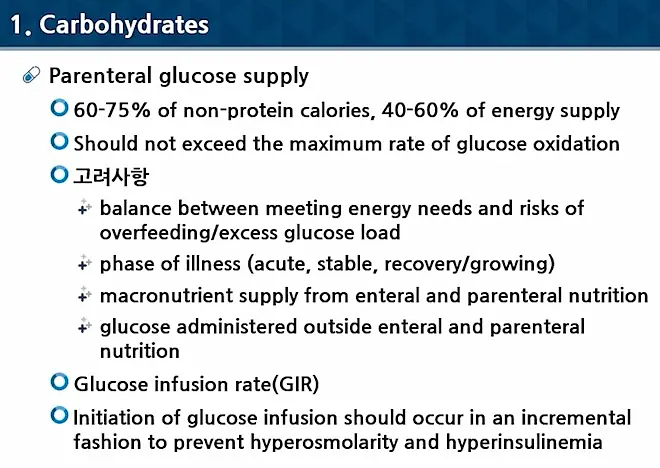 1. Carbohydrates
Parenteral glucose supply
60-75% of non-protein calories, 40-60% of energy supply
Should not exceed the maximum rate of glucose oxidation
고려사항
balance between meeting energy needs and risks of
overfeeding/excess glucose load
phase of illness (acute, stable, recovery/growing)
macronutrient supply from enteral and parenteral nutrition
glucose administered outside enteral and parenteral
nutrition
Glucose infusion rate(GIR)
Initiation of glucose infusion should occur in an incremental
fashion to prevent hyperosmolarity and hyperinsulinemia